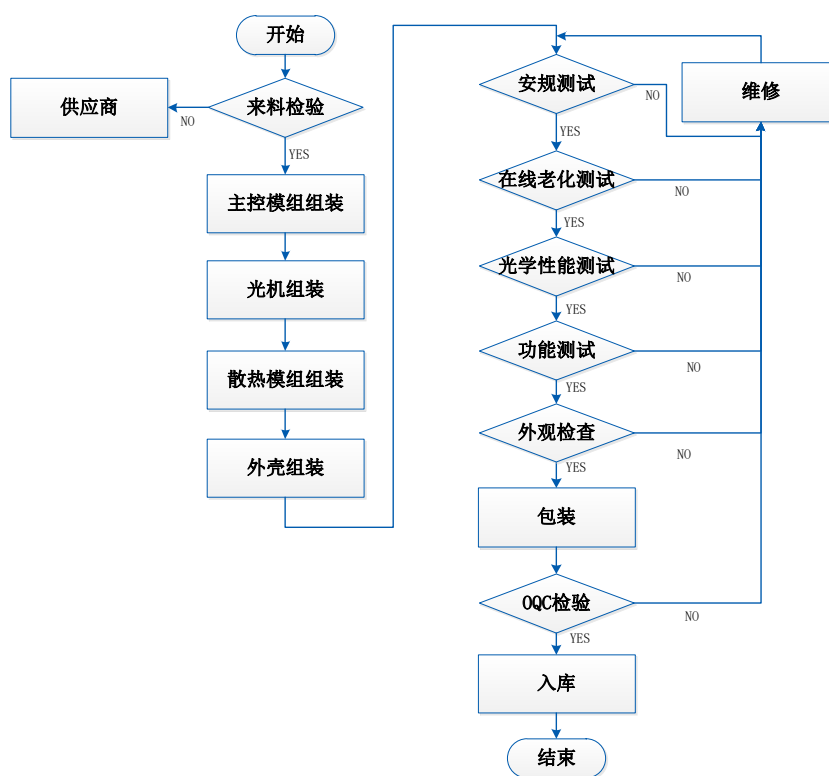 开始
供应商
NO
来料检验
YES
主控模组组装
光机组装
散热模组组装
外壳组装
安规测试
NO
维修
YES
在线老化测试
NO
YES
光学性能测试
NO
YES
功能测试
NO
YES
外观检查
NO
YES
包装
OQC检验
NO
YES
入库
结束